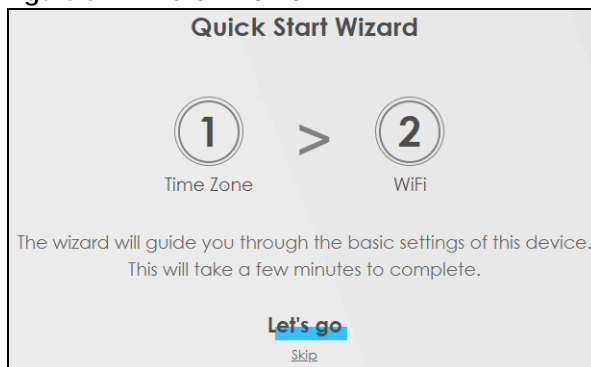 Quick Start Wizard
1 > 2
Time Zone WiFi
The wizard will guide you through the basic settings of this device.
This will take a few minutes to complete.
Let's go
Skip